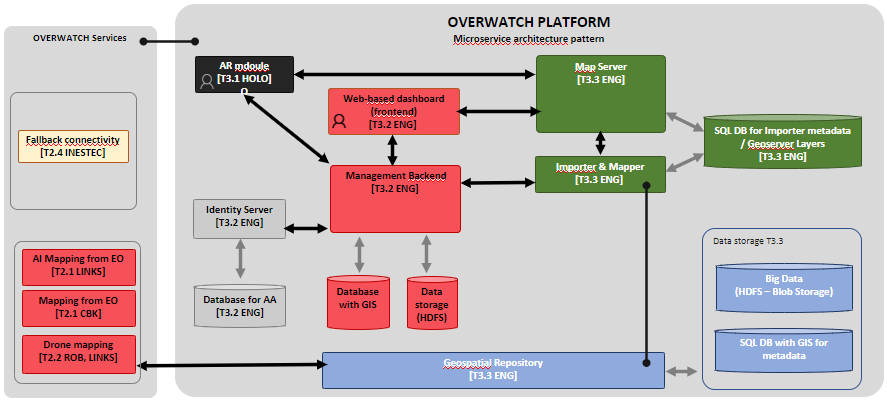 OVERWATCH PLATFORM
Microservice architecture pattern
OVERWATCH Services
AR mdoule
[T3.1 HOLO]
O
Map Server
[T3.3 ENG]
Web-based dashboard
(frontend)
[T3.2 ENG]
SQL DB for Importer metadata
/ Geoserver Layers
[T3.3 ENG]
Fallback connectivity
[T2.4 INESTEC]
Management Backend
[T3.2 ENG]
Importer & Mapper
[T3.3 ENG]
Identity Server
[T3.2 ENG]
Data storage T3.3
AI Mapping from EO
[T2.1 LINKS]
Mapping from EO
[T2.1 CBK]
Drone mapping
[T2.2 ROB, LINKS]
Database for AA
[T3.2 ENG]
Database
with GIS
Data
storage
(HDFS)
Big Data
(HDFS – Blob Storage)
SQL DB with GIS for
metadata
Geospatial Repository
[T3.3 ENG]